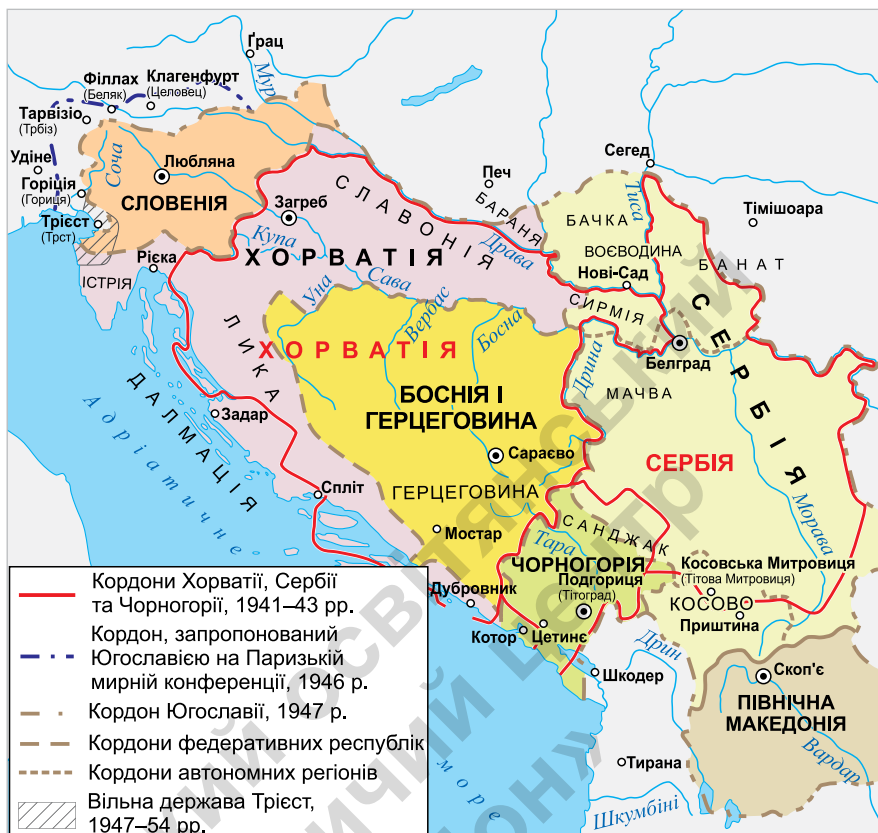 Ґрац
Мур
Філлах
(Беляк)
Клагенфурт
(Целовец)
Тарвізіо
(Трбіз)
Удіне
Соча
Любляна
Горіція
(Гориця)
СЛОВЕНІЯ
Трієст
(Трст)
Рієка
ІСТРІЯ
Загреб
Купа
СЛАВОНІЯ
ХОРВАТІЯ
Сава
Драва
Печ
БАРАНЯ
Сегед
Тиса
Тімішоара
БАЧКА
ВОЄВОДИНА
БАНАТ
Нові-Сад
СИРМІЯ
Белград
СЕРБІЯ
Уна
Вербас
Босна
Дрина
МАЧВА
ЛИКА
ХОРВАТІЯ
БОСНІЯ І
ГЕРЦЕГОВИНА
Сараєво
СЕРБІЯ
Морава
Задар
ДАЛМАЦІЯ
Адріатичне
море
Спліт
ГЕРЦЕГОВИНА
Мостар
САНДЖАК
Тара
ЧОРНОГОРІЯ
Подгориця
(Тітоград)
Косовська Митровиця
(Тітова Митровиця)
КОСОВО
Приштина
Дубровник
Котор
Цетинє
Дрин
Шкодер
Скоп'є
ПІВНІЧНА
МАКЕДОНІЯ
Вардар
Тирана
Шкумбіні
Кордони Хорватії, Сербії
та Чорногорії, 1941–43 рр.
Кордон, запропонований
Югославією на Паризькій
мирній конференції, 1946 р.
Кордон Югославії, 1947 р.
Кордони федеративних республік
Кордони автономних регіонів
Вільна держава Трієст,
1947–54 рр.